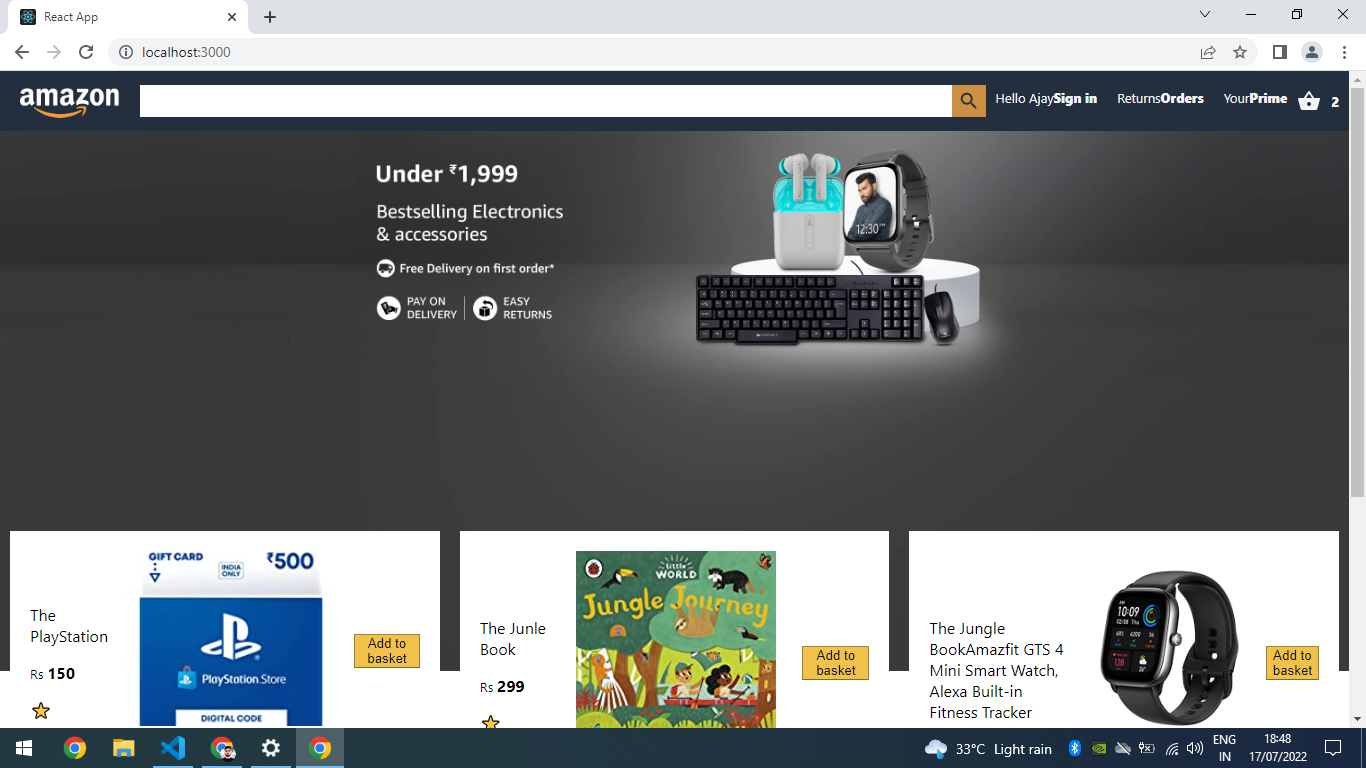 React App
localhost:3000
amazon
Hello AjaySign in
ReturnsOrders
YourPrime
2
Under ₹1,999
Bestselling Electronics
& accessories
Free Delivery on first order*
PAY ON
DELIVERY
EASY
RETURNS
12:30
GIFT CARD
₹500
INDIA
ONLY
PlayStation.Store
DIGITAL CODE
The
PlayStation
Rs 150
Add to
basket
The Junle
Book
Rs 299
little
WORLD
Jungle Journey
Add to
basket
The Jungle
BookAmazfit GTS 4
Mini Smart Watch,
Alexa Built-in
Fitness Tracker
10:09
Add to
basket
33°C Light rain
ENG
IN
18:48
17/07/2022